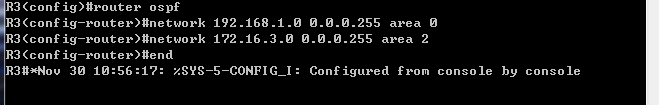 R3(config)#router ospf
R3(config-router)#network 192.168.1.0 0.0.0.255 area 0
R3(config-router)#network 172.16.3.0 0.0.0.255 area 2
R3(config-router)#end
R3#*Nov 30 10:56:17: %SYS-5-CONFIG_I: Configured from console by console